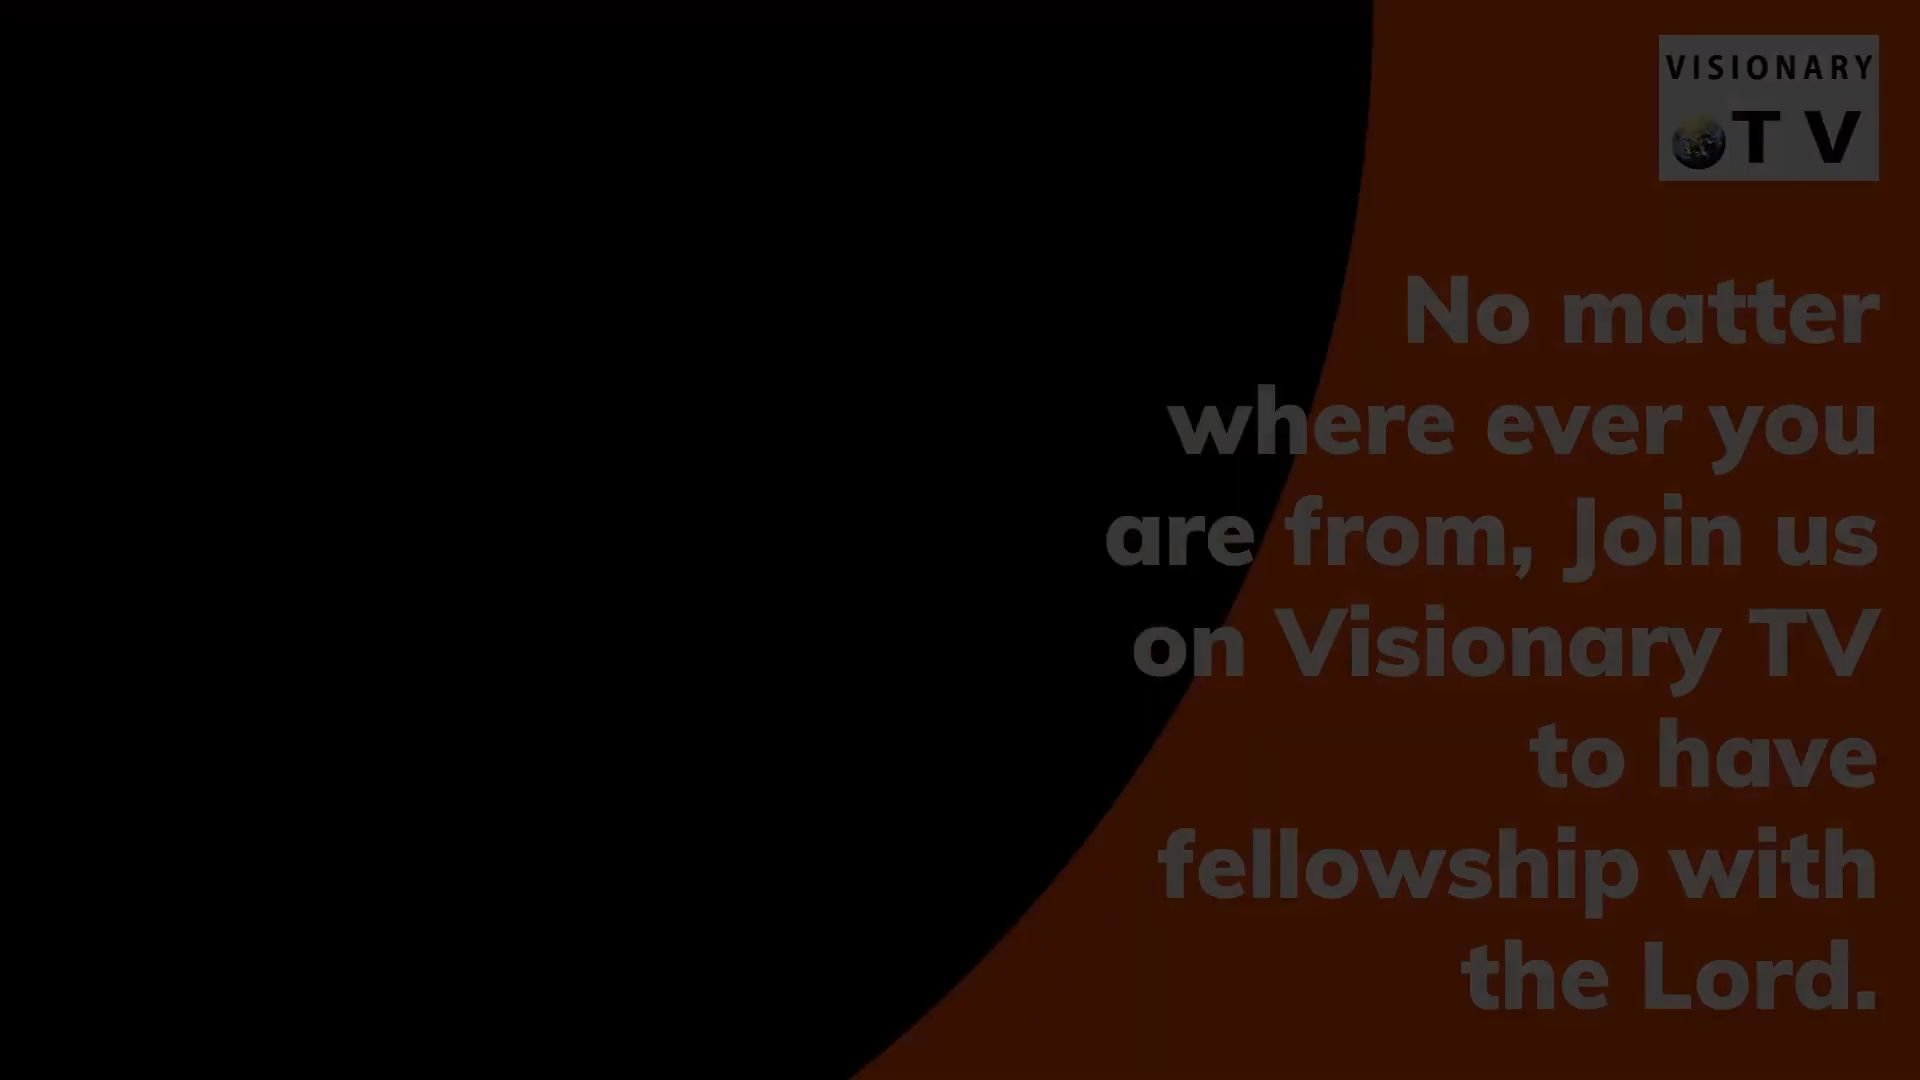 VISIONARY
TV
No matter
where ever you
are from, Join us
on Visionary TV
to have
fellowship with
the Lord.